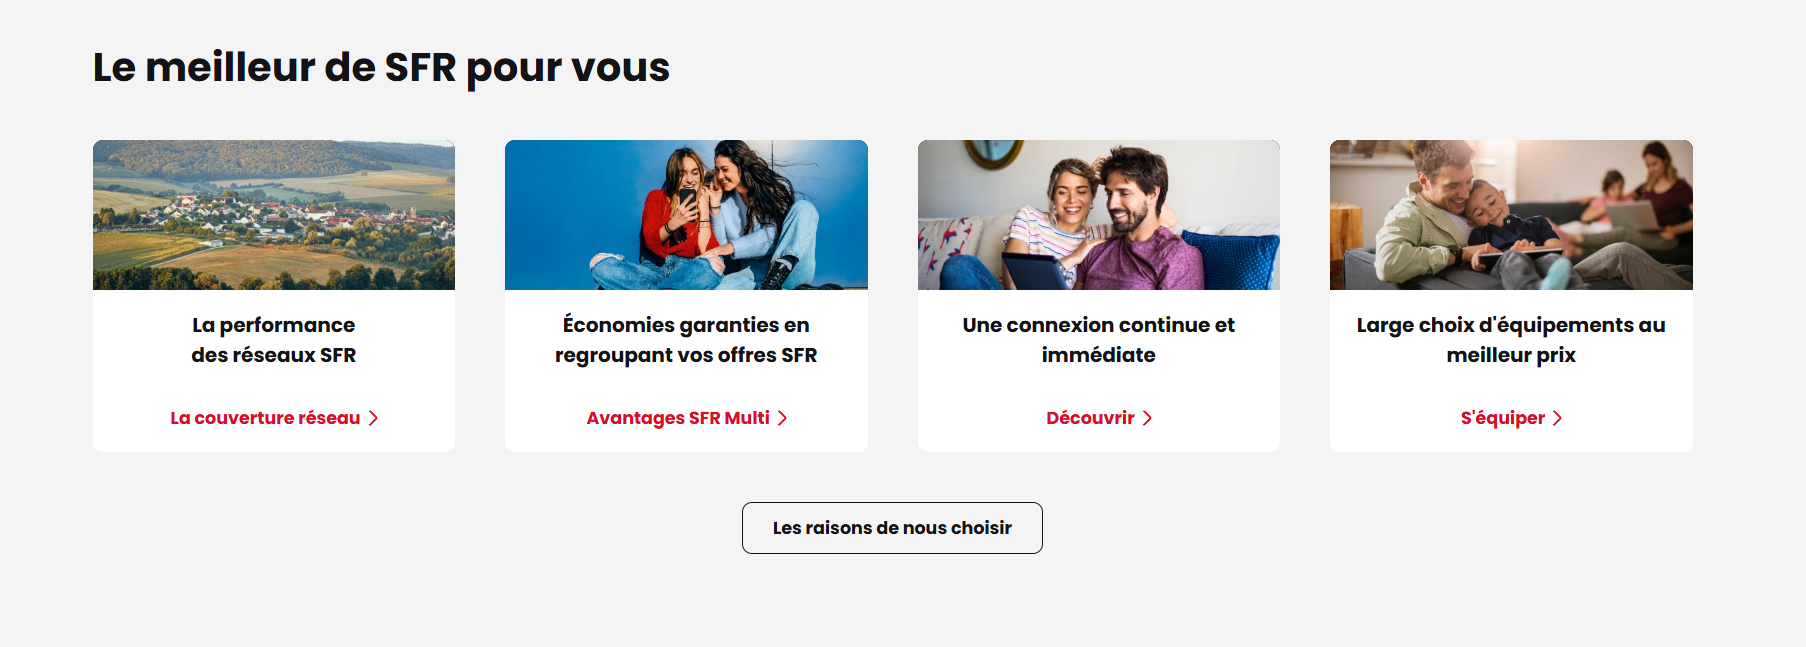 Le meilleur de SFR pour vous
La performance
des réseaux SFR
La couverture réseau
Économies garanties en
regroupant vos offres SFR
Avantages SFR Multi
Une connexion continue et
immédiate
Découvrir
Large choix d'équipements au
meilleur prix
S'équiper
Les raisons de nous choisir